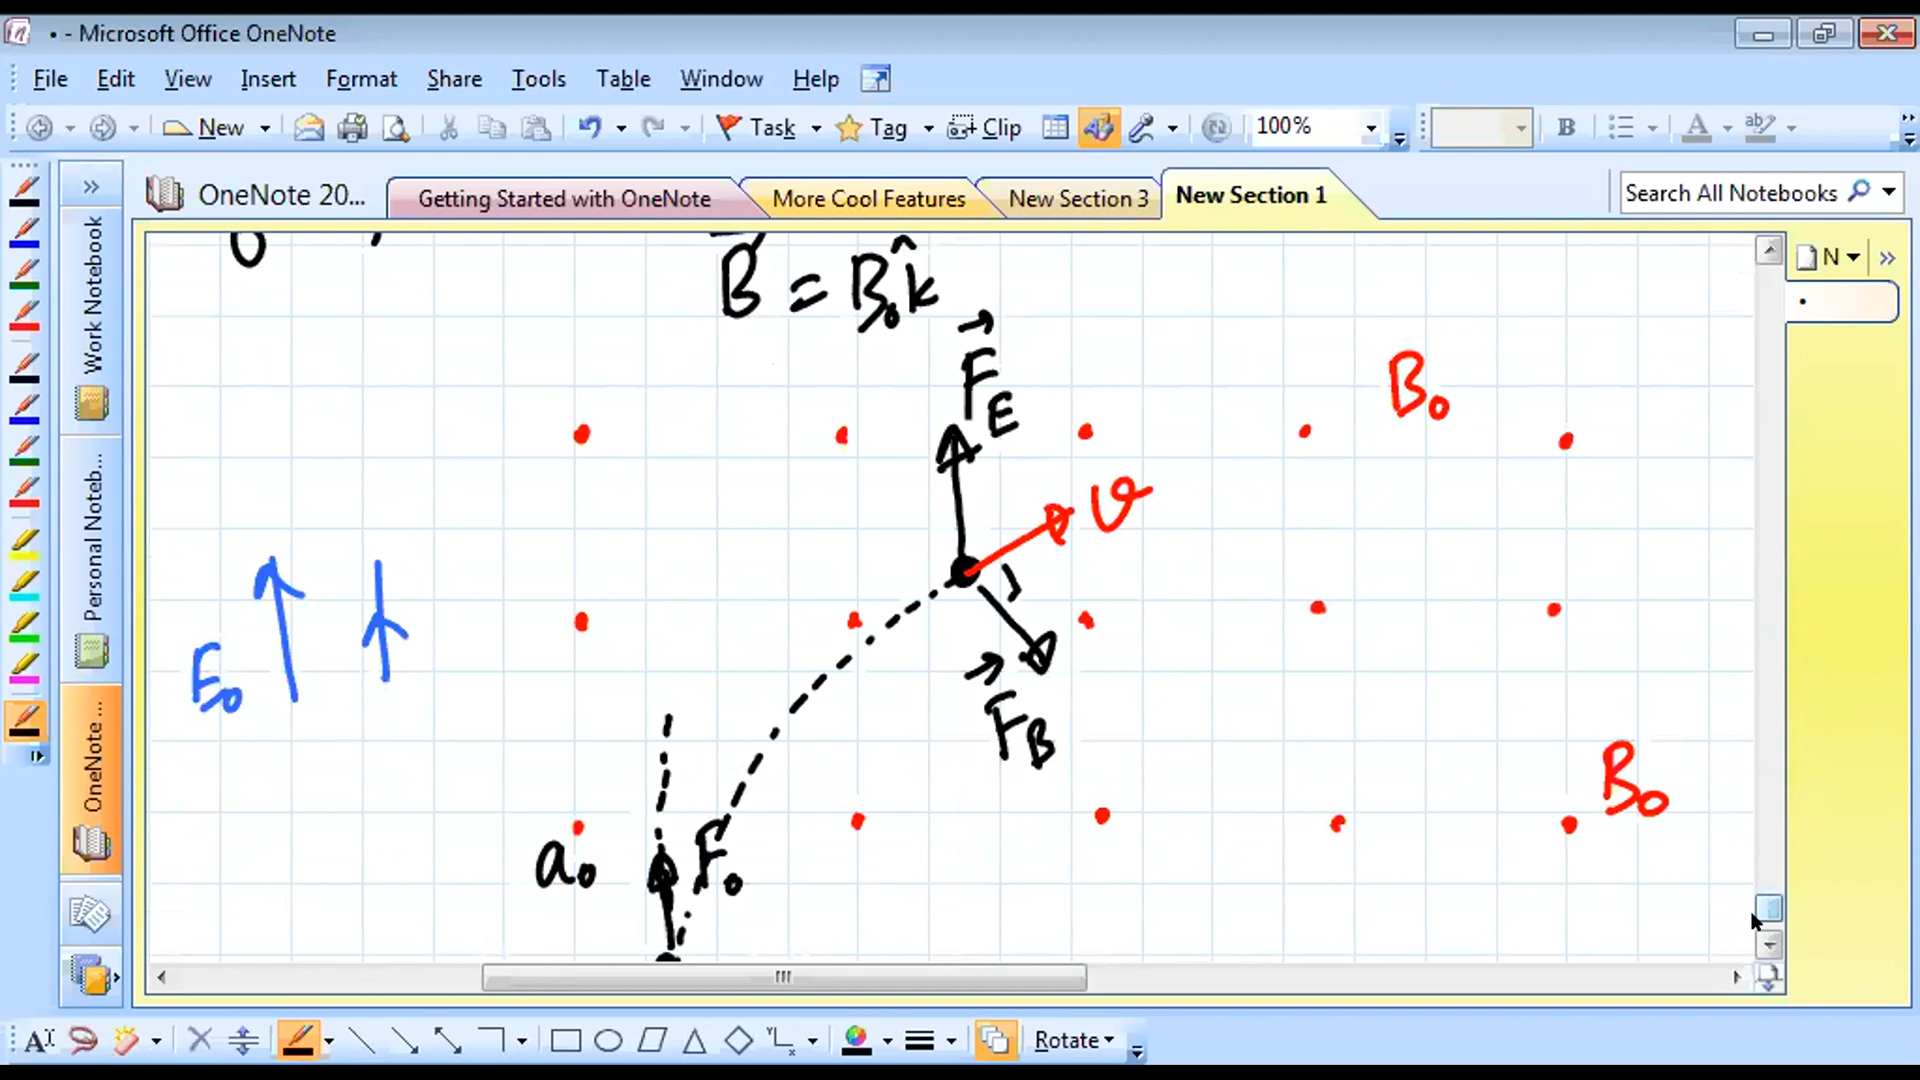 • - Microsoft Office OneNote
File Edit View Insert Format Share Tools Table Window Help
New Task Tag Clip 100% B
OneNote 20... Getting Started with OneNote More Cool Features New Section 3 New Section 1 Search All Notebooks
N
Work Notebook
Personal Noteb...
OneNote ...
B = B₀k̂
F⃗_E
B₀
v
E₀
F⃗_B
B₀
a₀ F₀
Rotate